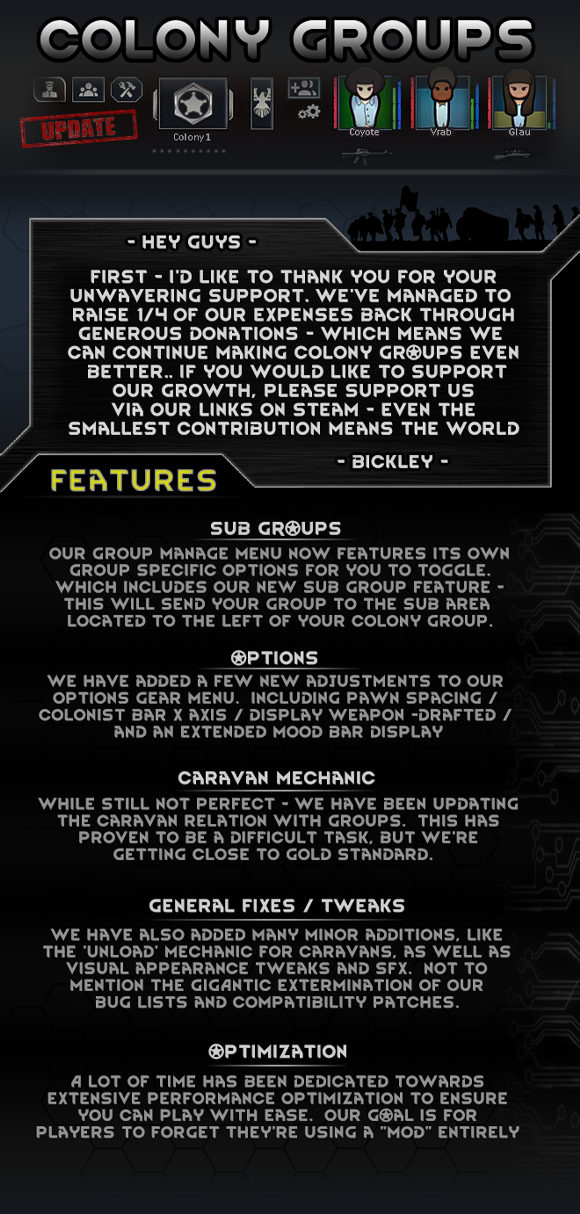 COLONY GROUPS
UPDATE
Colony1
Coyote
Vrab
Glau
- HEY GUYS -
FIRST - I'D LIKE TO THANK YOU FOR YOUR
UNWAVERING SUPPORT. WE'VE MANAGED TO
RAISE 1/4 OF OUR EXPENSES BACK THROUGH
GENEROUS DONATIONS - WHICH MEANS WE
CAN CONTINUE MAKING COLONY GROUPS EVEN
BETTER.. IF YOU WOULD LIKE TO SUPPORT
OUR GROWTH, PLEASE SUPPORT US
VIA OUR LINKS ON STEAM - EVEN THE
SMALLEST CONTRIBUTION MEANS THE WORLD
- BICKLEY -
FEATURES
SUB GROUPS
OUR GROUP MANAGE MENU NOW FEATURES ITS OWN
GROUP SPECIFIC OPTIONS FOR YOU TO TOGGLE.
WHICH INCLUDES OUR NEW SUB GROUP FEATURE -
THIS WILL SEND YOUR GROUP TO THE SUB AREA
LOCATED TO THE LEFT OF YOUR COLONY GROUP.
OPTIONS
WE HAVE ADDED A FEW NEW ADJUSTMENTS TO OUR
OPTIONS GEAR MENU. INCLUDING PAWN SPACING /
COLONIST BAR X AXIS / DISPLAY WEAPON -DRAFTED /
AND AN EXTENDED MOOD BAR DISPLAY
CARAVAN MECHANIC
WHILE STILL NOT PERFECT - WE HAVE BEEN UPDATING
THE CARAVAN RELATION WITH GROUPS. THIS HAS
PROVEN TO BE A DIFFICULT TASK, BUT WE'RE
GETTING CLOSE TO GOLD STANDARD.
GENERAL FIXES / TWEAKS
WE HAVE ALSO ADDED MANY MINOR ADDITIONS, LIKE
THE 'UNLOAD' MECHANIC FOR CARAVANS, AS WELL AS
VISUAL APPEARANCE TWEAKS AND SFX. NOT TO
MENTION THE GIGANTIC EXTERMINATION OF OUR
BUG LISTS AND COMPATIBILITY PATCHES.
OPTIMIZATION
A LOT OF TIME HAS BEEN DEDICATED TOWARDS
EXTENSIVE PERFORMANCE OPTIMIZATION TO ENSURE
YOU CAN PLAY WITH EASE. OUR GOAL IS FOR
PLAYERS TO FORGET THEY'RE USING A "MOD" ENTIRELY